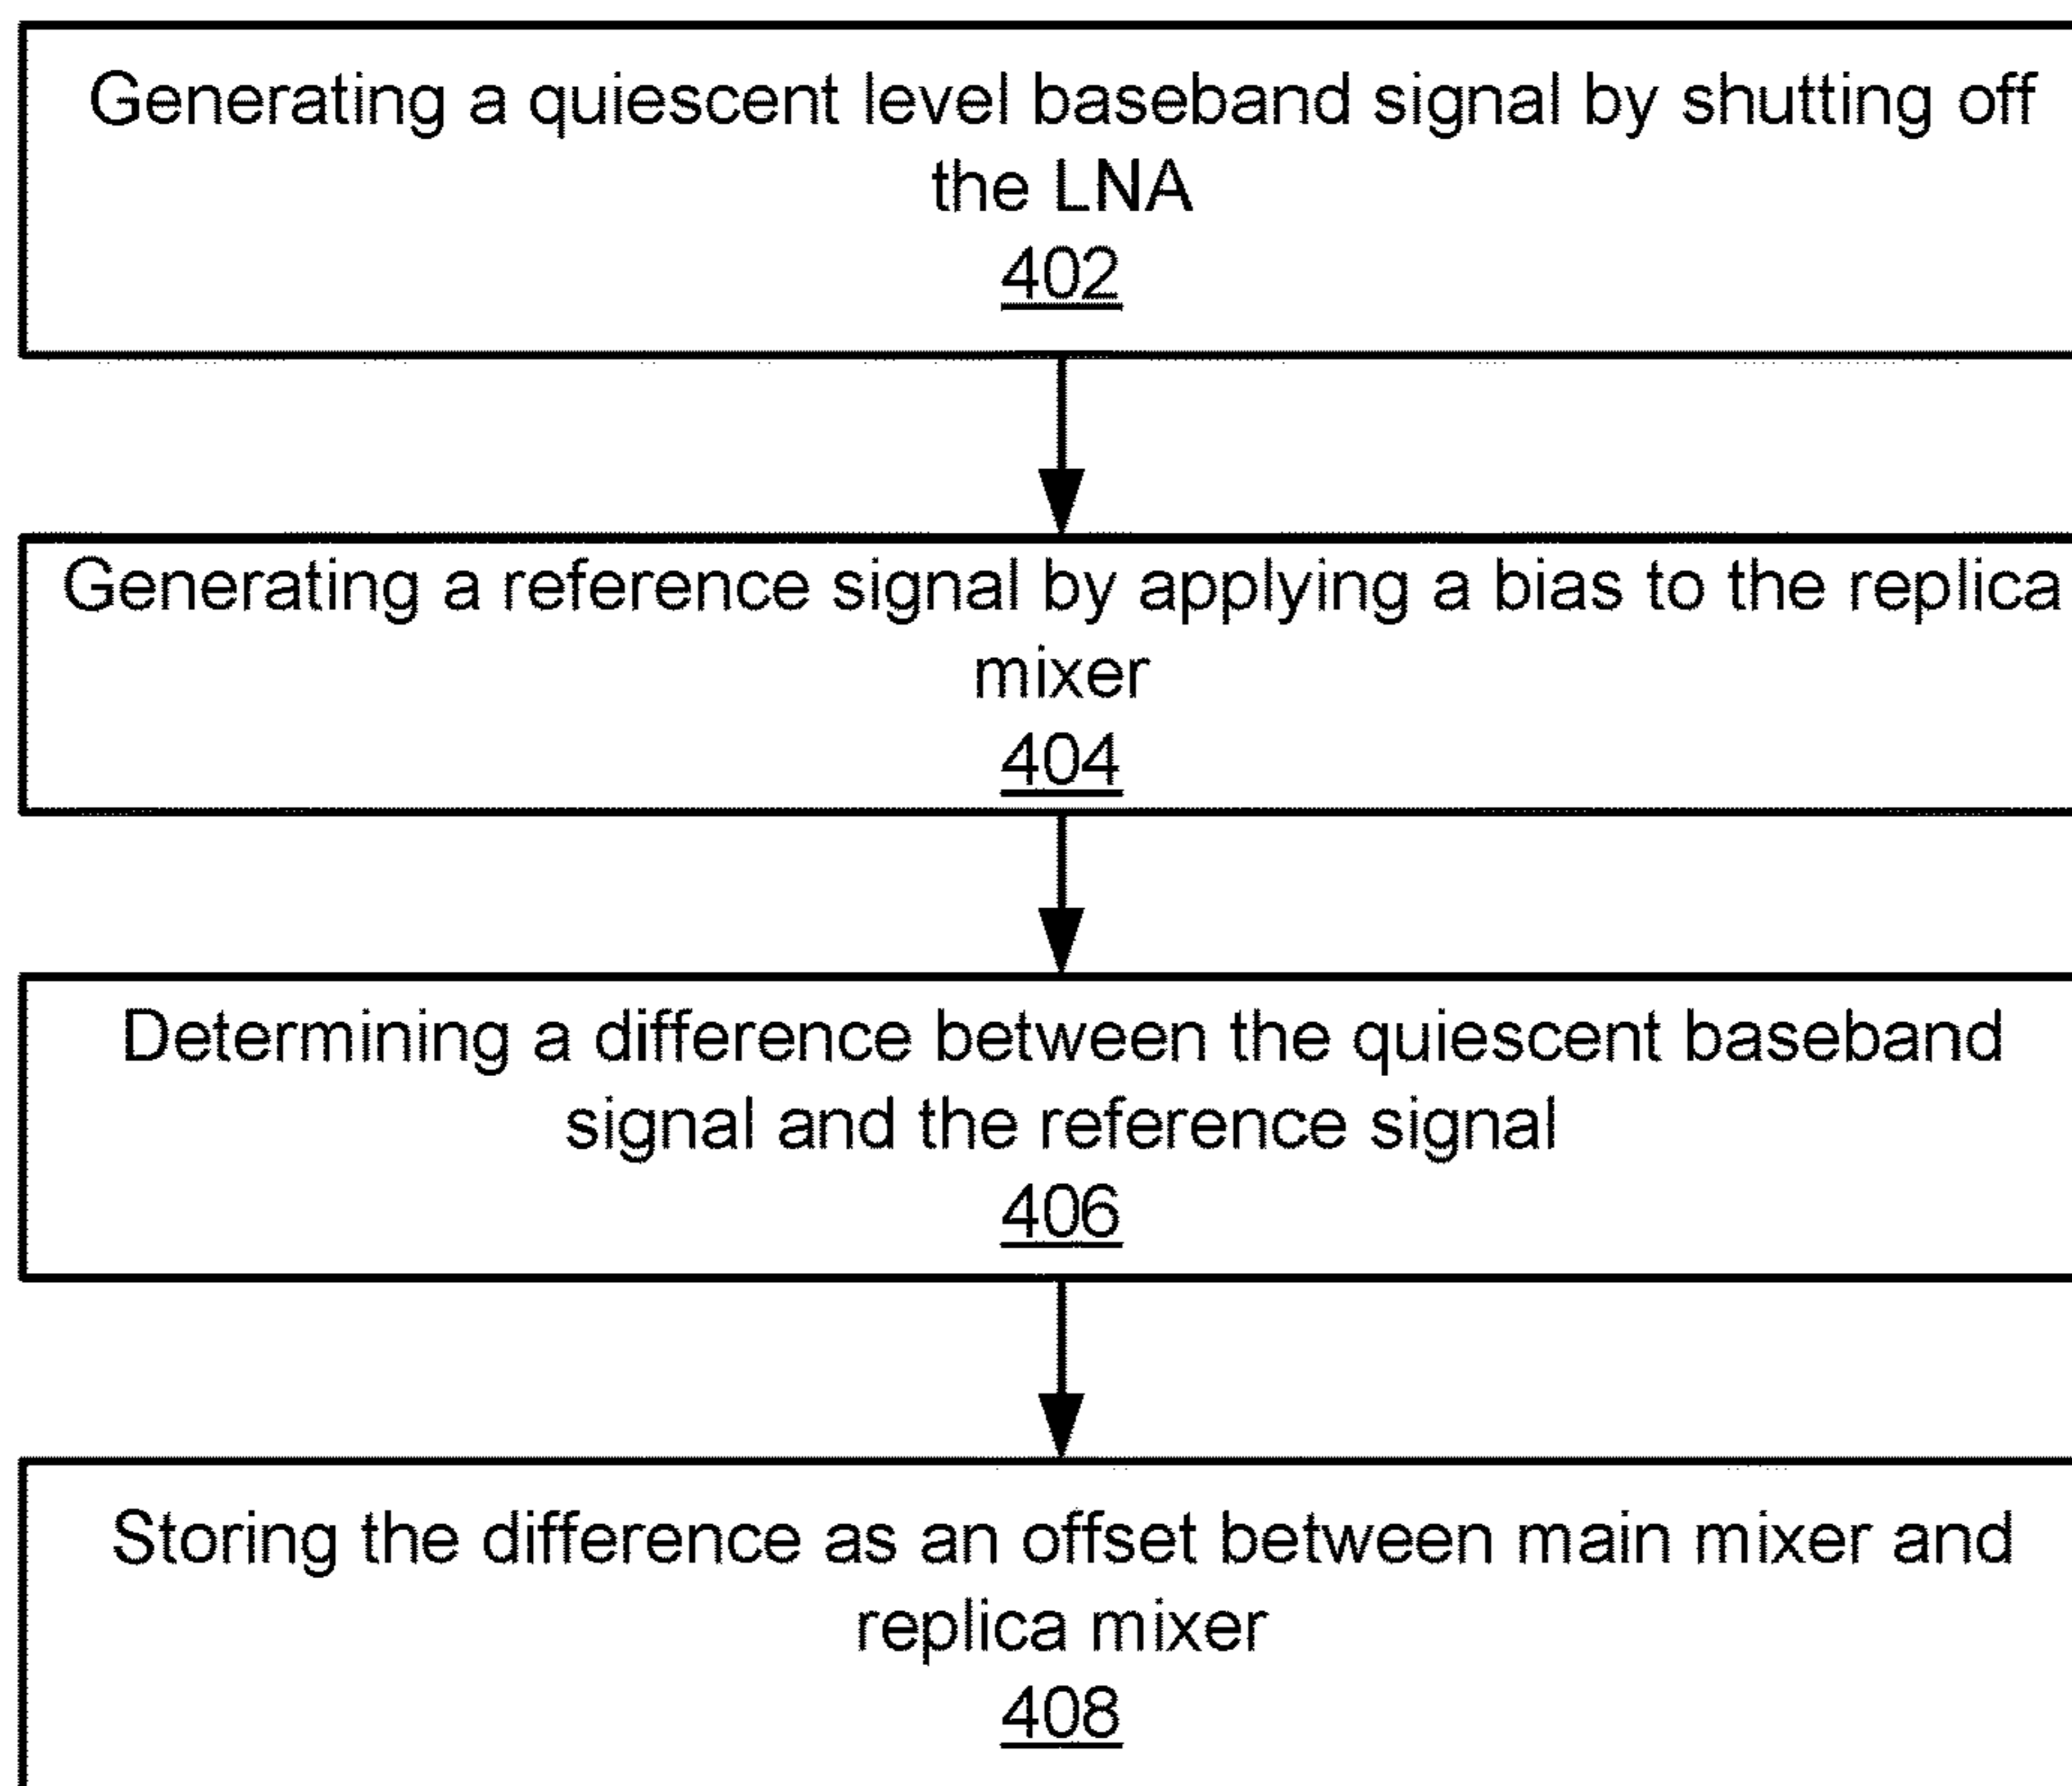 Generating a quiescent level baseband signal by shutting off
the LNA
402
Generating a reference signal by applying a bias to the replica
mixer
404
Determining a difference between the quiescent baseband
signal and the reference signal
406
Storing the difference as an offset between main mixer and
replica mixer
408